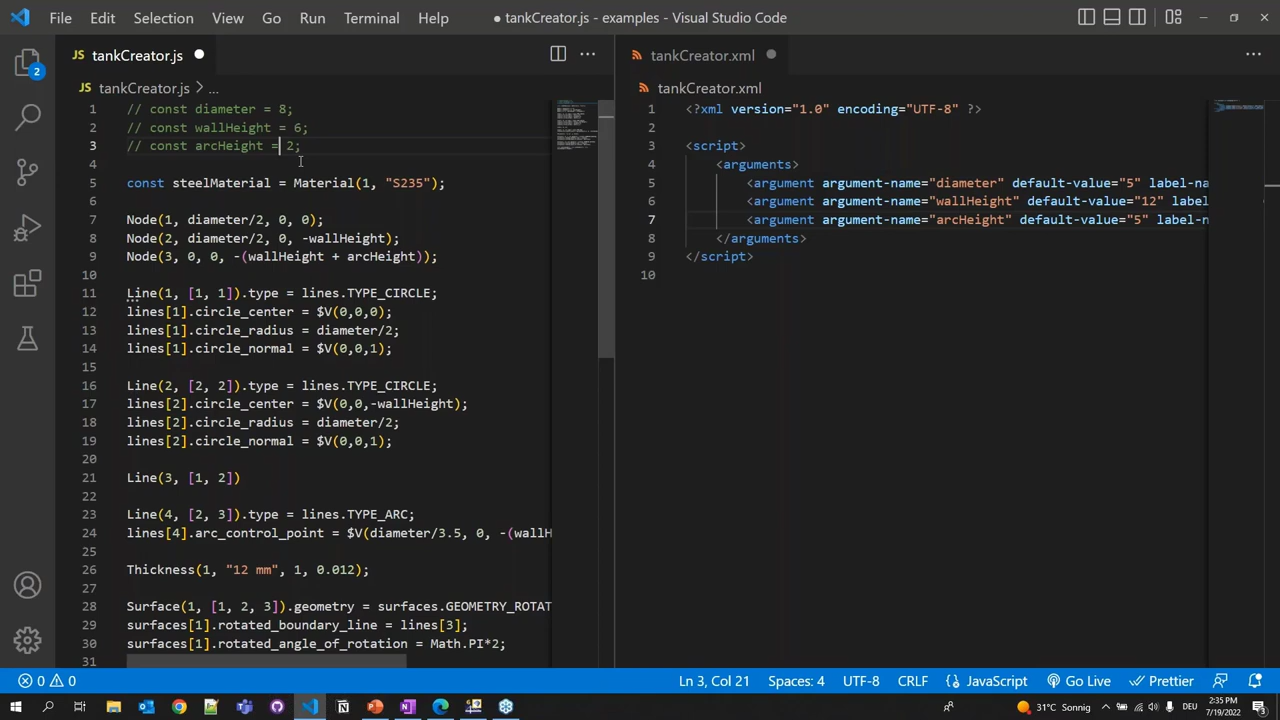 File Edit Selection View Go Run Terminal Help
● tankCreator.js - examples - Visual Studio Code
JS tankCreator.js ●
JS tankCreator.js > ...
1 // const diameter = 8;
2 // const wallHeight = 6;
3 // const arcHeight = 2;
4
5 const steelMaterial = Material(1, "S235");
6
7 Node(1, diameter/2, 0, 0);
8 Node(2, diameter/2, 0, -wallHeight);
9 Node(3, 0, 0, -(wallHeight + arcHeight));
10
11 Line(1, [1, 1]).type = lines.TYPE_CIRCLE;
12 lines[1].circle_center = $V(0,0,0);
13 lines[1].circle_radius = diameter/2;
14 lines[1].circle_normal = $V(0,0,1);
15
16 Line(2, [2, 2]).type = lines.TYPE_CIRCLE;
17 lines[2].circle_center = $V(0,0,-wallHeight);
18 lines[2].circle_radius = diameter/2;
19 lines[2].circle_normal = $V(0,0,1);
20
21 Line(3, [1, 2])
22
23 Line(4, [2, 3]).type = lines.TYPE_ARC;
24 lines[4].arc_control_point = $V(diameter/3.5, 0, -(wallH
25
26 Thickness(1, "12 mm", 1, 0.012);
27
28 Surface(1, [1, 2, 3]).geometry = surfaces.GEOMETRY_ROTAT
29 surfaces[1].rotated_boundary_line = lines[3];
30 surfaces[1].rotated_angle_of_rotation = Math.PI*2;
31
tankCreator.xml ●
tankCreator.xml
1 <?xml version="1.0" encoding="UTF-8" ?>
2
3 <script>
4 <arguments>
5 <argument argument-name="diameter" default-value="5" label-na
6 <argument argument-name="wallHeight" default-value="12" label
7 <argument argument-name="arcHeight" default-value="5" label-n
8 </arguments>
9 </script>
10
2
0 0 Ln 3, Col 21 Spaces: 4 UTF-8 CRLF JavaScript Go Live Prettier
31°C Sonnig DEU 2:35 PM
7/19/2022 3